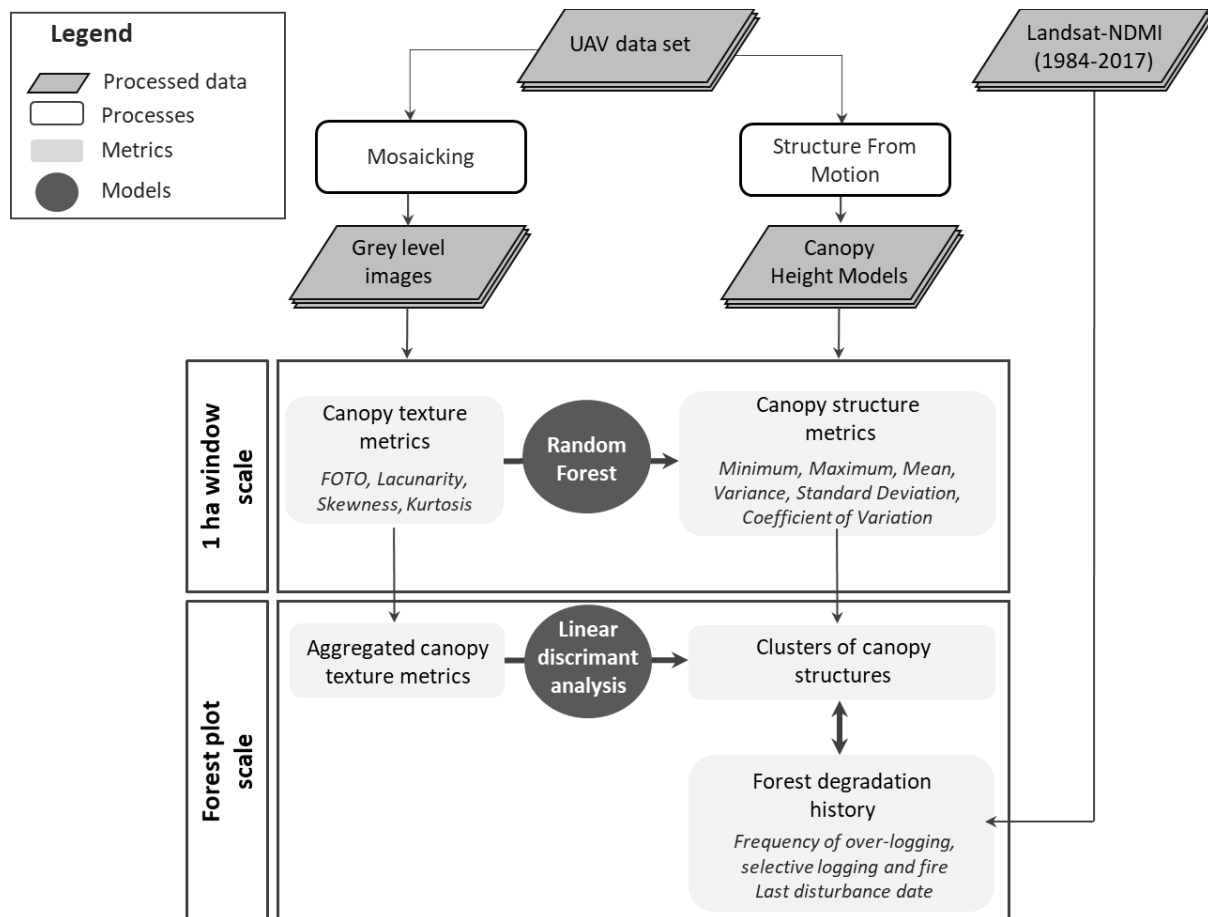 Legend
Processed data
Processes
Metrics
Models
UAV data set
Landsat-NDMI
(1984-2017)
Mosaicking
Structure From
Motion
Grey level
images
Canopy
Height Models
1 ha window
scale
Canopy texture
metrics
FOTO, Lacunarity,
Skewness, Kurtosis
Random
Forest
Canopy structure
metrics
Minimum, Maximum, Mean,
Variance, Standard Deviation,
Coefficient of Variation
Forest plot
scale
Aggregated canopy
texture metrics
Linear
discrimant
analysis
Clusters of canopy
structures
Forest degradation
history
Frequency of over-logging,
selective logging and fire
Last disturbance date